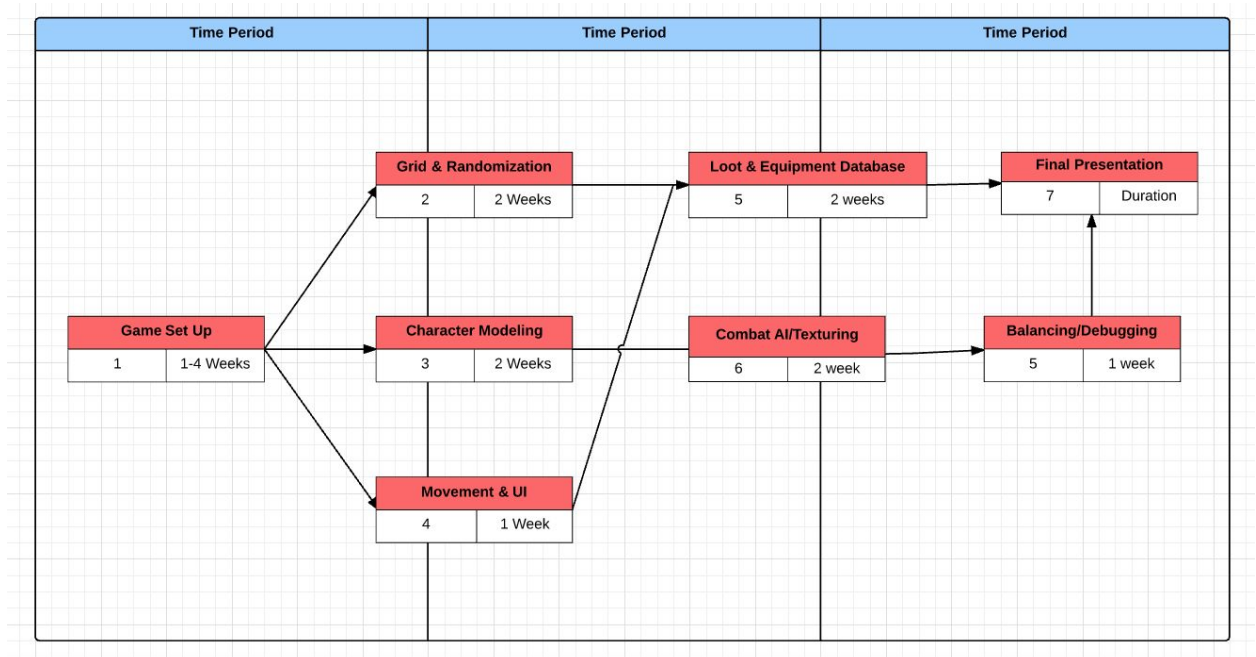 Time Period
Time Period
Time Period
Grid & Randomization
2
2 Weeks
Loot & Equipment Database
5
2 weeks
Final Presentation
7
Duration
Game Set Up
1
1-4 Weeks
Character Modeling
3
2 Weeks
Combat AI/Texturing
6
2 week
Balancing/Debugging
5
1 week
Movement & UI
4
1 Week